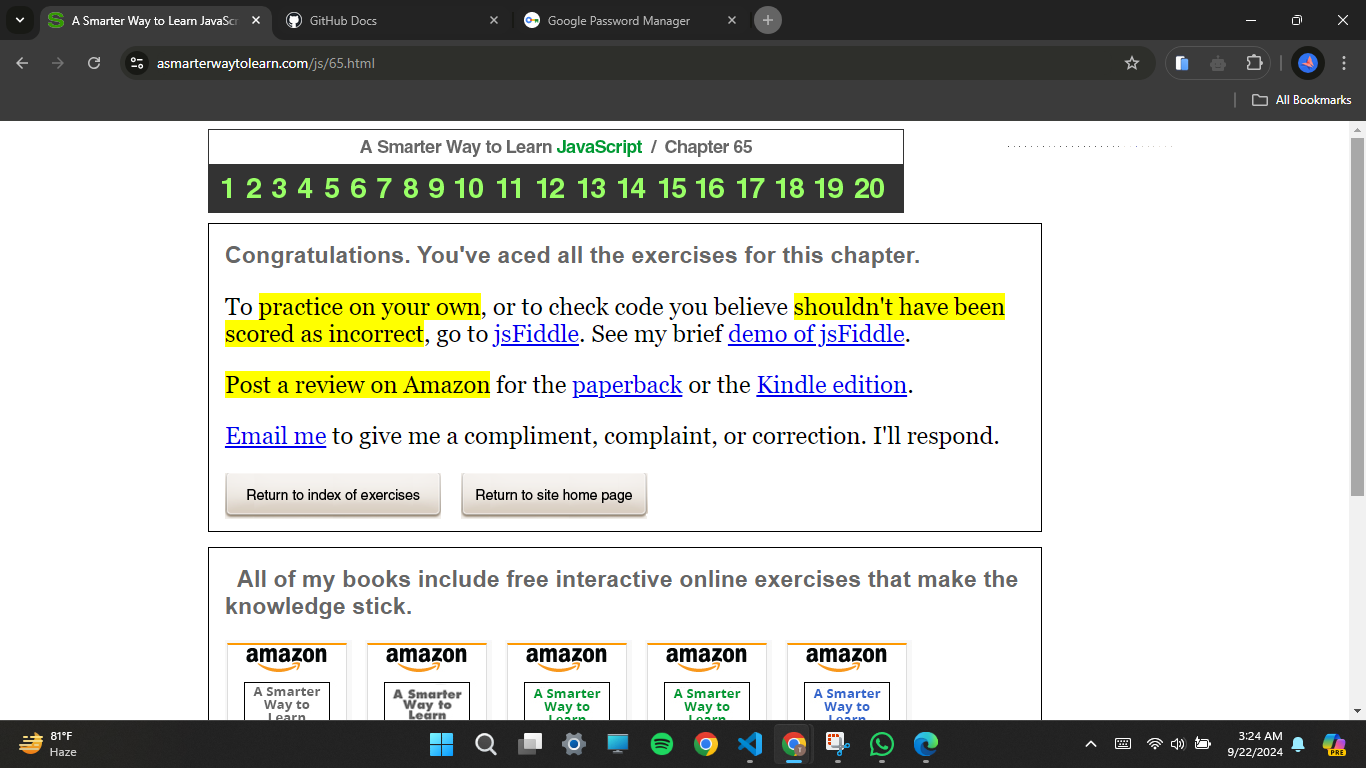 A Smarter Way to Learn JavaScr
GitHub Docs
Google Password Manager
asmarterwaytolearn.com/js/65.html
All Bookmarks
A Smarter Way to Learn JavaScript / Chapter 65
1 2 3 4 5 6 7 8 9 10 11 12 13 14 15 16 17 18 19 20
Congratulations. You've aced all the exercises for this chapter.
To practice on your own, or to check code you believe shouldn't have been
scored as incorrect, go to jsFiddle. See my brief demo of jsFiddle.
Post a review on Amazon for the paperback or the Kindle edition.
Email me to give me a compliment, complaint, or correction. I'll respond.
Return to index of exercises Return to site home page
All of my books include free interactive online exercises that make the
knowledge stick.
amazon amazon amazon amazon amazon
A Smarter A Smarter A Smarter A Smarter A Smarter
Way to Way to Way to Way to Way to
Learn Learn Learn Learn Learn
81°F
Haze
3:24 AM
9/22/2024
PRE